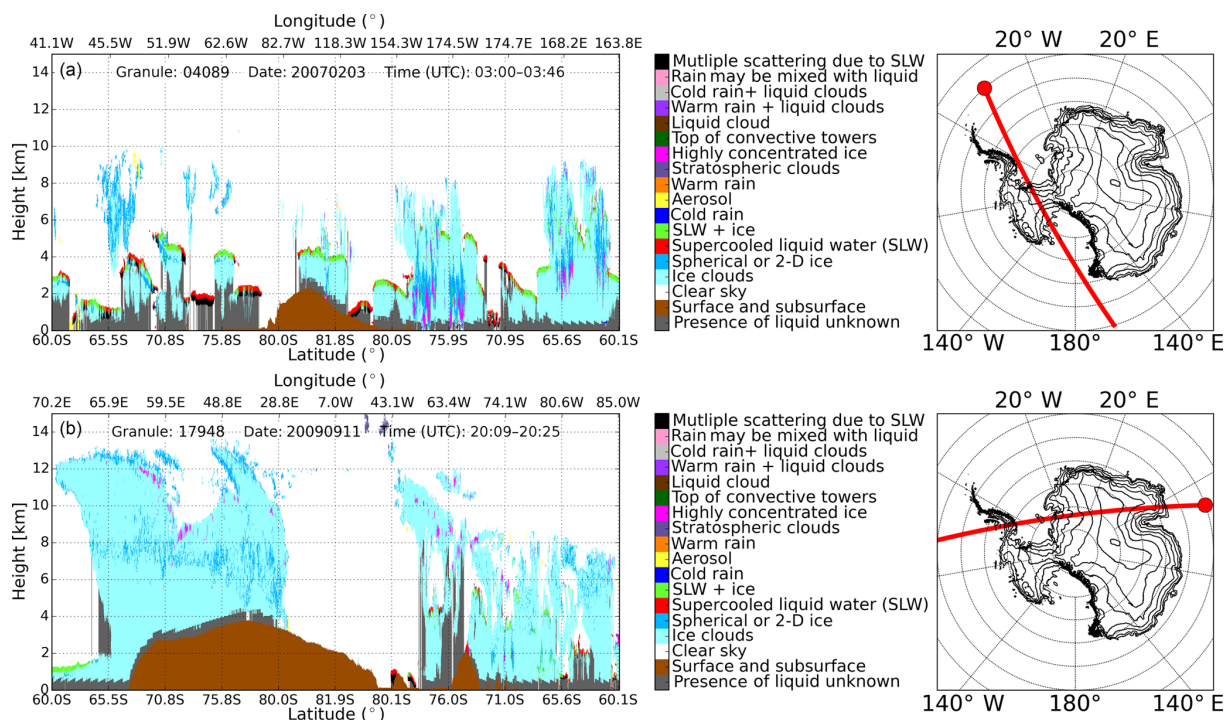 Longitude (°)
41.1W 45.5W 51.9W 62.6W 82.7W 118.3W 154.3W 174.5W 174.7E 168.2E 163.8E
(a) Granule: 04089 Date: 20070203 Time (UTC): 03:00–03:46
14
12
10
8
6
4
2
0
Height [km]
60.0S 65.5S 70.8S 75.8S 80.0S 81.9S 80.1S 75.9S 71.0S 65.6S 60.1S
Latitude (°)
Mutliple scattering due to SLW
Rain may be mixed with liquid
Cold rain+ liquid clouds
Warm rain + liquid clouds
Liquid cloud
Top of convective towers
Highly concentrated ice
Stratospheric clouds
Warm rain
Aerosol
Cold rain
SLW + ice
Supercooled liquid water (SLW)
Spherical or 2-D ice
Ice clouds
Clear sky
Surface and subsurface
Presence of liquid unknown
20° W 20° E
140° W 180° 140° E
Longitude (°)
70.2E 65.9E 59.5E 48.8E 28.8E 7.0W 43.1W 63.4W 74.1W 80.6W 85.0W
(b) Granule: 17948 Date: 20090911 Time (UTC): 20:09–20:25
14
12
10
8
6
4
2
0
Height [km]
60.0S 65.5S 70.8S 75.8S 80.0S 81.9S 80.1S 76.0S 71.0S 65.6S 60.1S
Latitude (°)
Mutliple scattering due to SLW
Rain may be mixed with liquid
Cold rain+ liquid clouds
Warm rain + liquid clouds
Liquid cloud
Top of convective towers
Highly concentrated ice
Stratospheric clouds
Warm rain
Aerosol
Cold rain
SLW + ice
Supercooled liquid water (SLW)
Spherical or 2-D ice
Ice clouds
Clear sky
Surface and subsurface
Presence of liquid unknown
20° W 20° E
140° W 180° 140° E